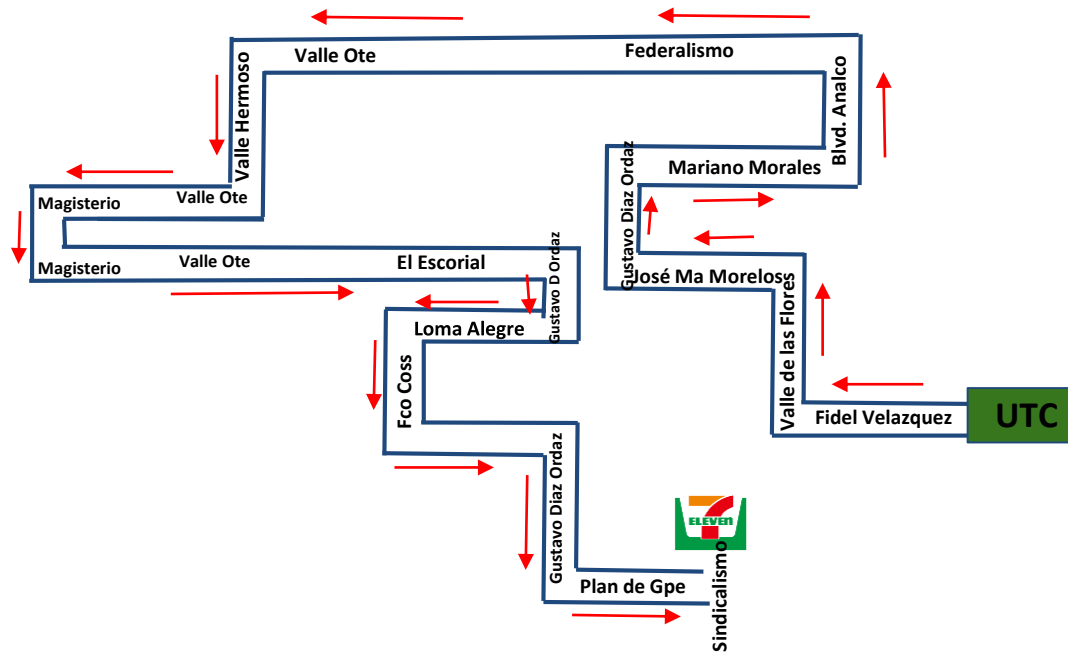 Valle Ote
Federalismo
Valle Hermoso
Blvd. Analco
Mariano Morales
Gustavo Diaz Ordaz
Magisterio
Valle Ote
Magisterio
Valle Ote
El Escorial
Gustavo D Ordaz
José Ma Morelos
Valle de las Flores
Loma Alegre
Fco Coss
Fidel Velazquez
UTC
Gustavo Diaz Ordaz
7
ELEVEn
Plan de Gpe
Sindicalismo